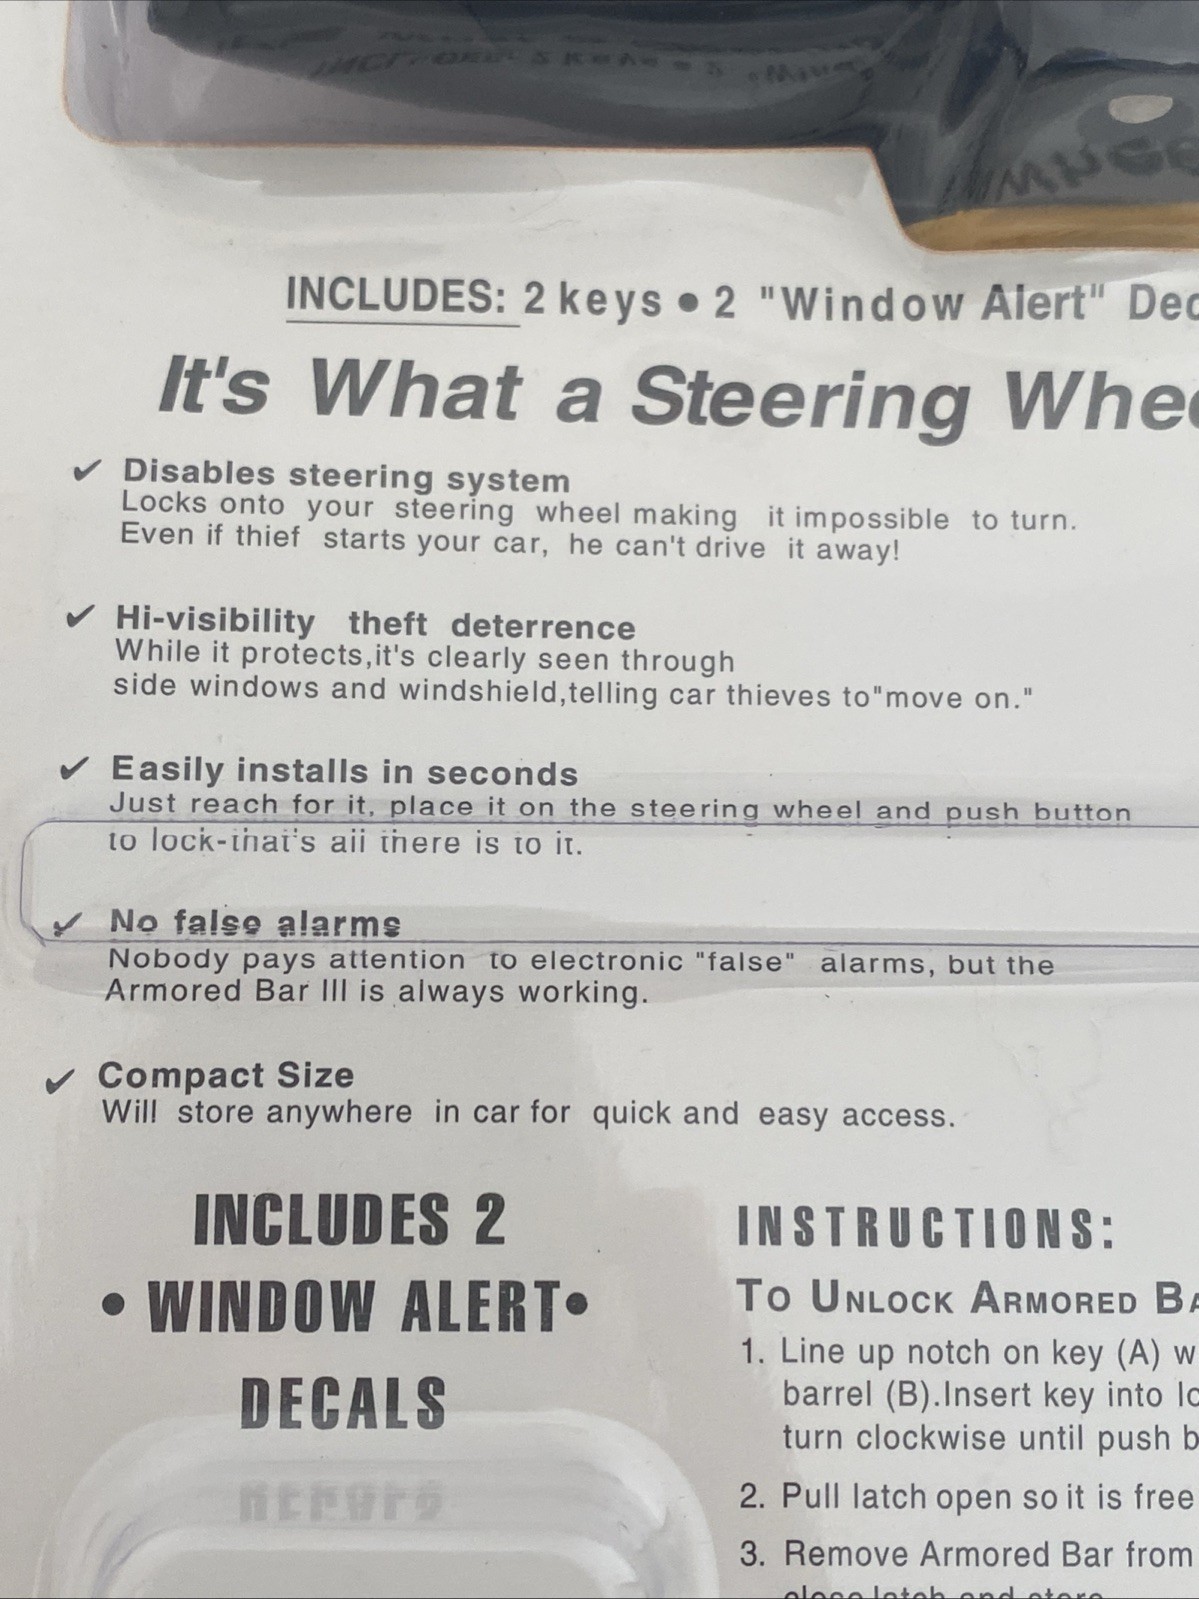 INCLUDES: 2 keys • 2 "Window Alert"
It's What a Steering
✓ Disables steering system
Locks onto your steering wheel making it impossible to turn.
Even if thief starts your car, he can't drive it away!
✓ Hi-visibility theft deterrence
While it protects,it's clearly seen through
side windows and windshield,telling car thieves to"move on."
✓ Easily installs in seconds
Just reach for it, place it on the steering wheel and push button
to lock-that's all there is to it.
✓ No false alarms
Nobody pays attention to electronic "false" alarms, but the
Armored Bar III is always working.
✓ Compact Size
Will store anywhere in car for quick and easy access.
INCLUDES 2
• WINDOW ALERT•
DECALS
INSTRUCTIONS:
TO UNLOCK ARMORED
1. Line up notch on key (A)
barrel (B).Insert key into
turn clockwise until push
2. Pull latch open so it is free
3. Remove Armored Bar from
close latch and store